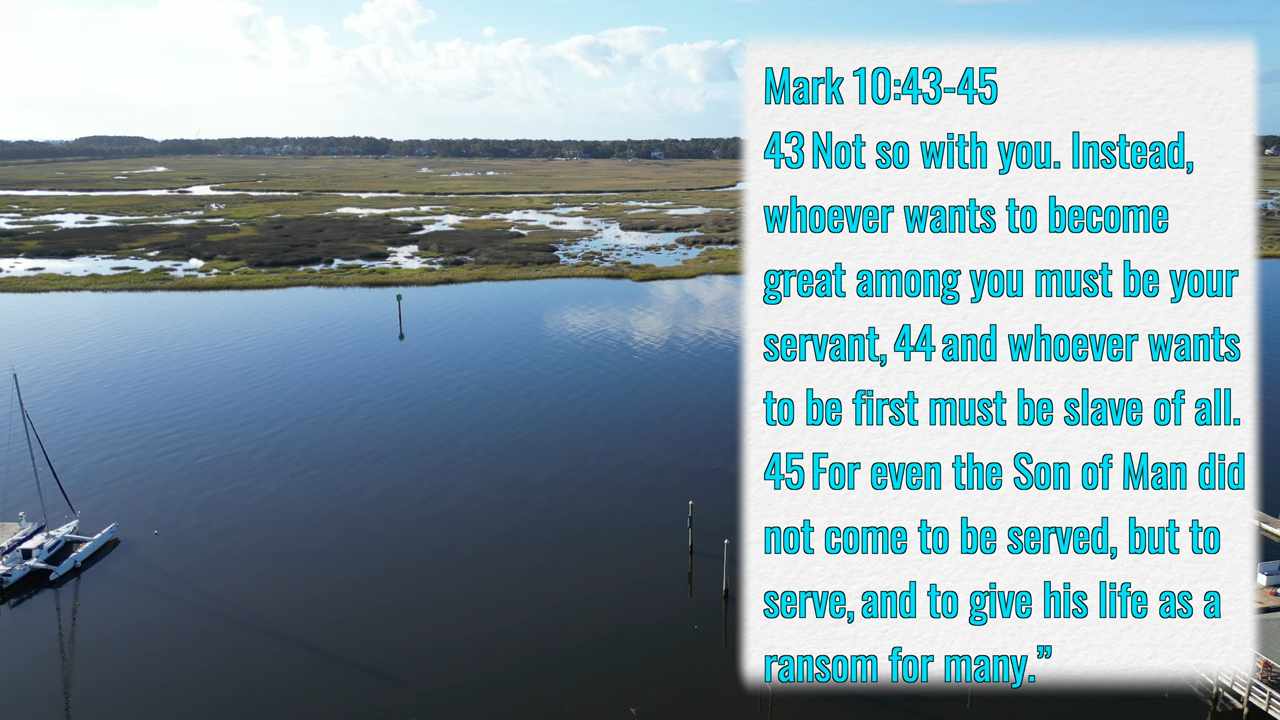 Mark 10:43-45
43 Not so with you. Instead,
whoever wants to become
great among you must be your
servant, 44 and whoever wants
to be first must be slave of all.
45 For even the Son of Man did
not come to be served, but to
serve, and to give his life as a
ransom for many.”